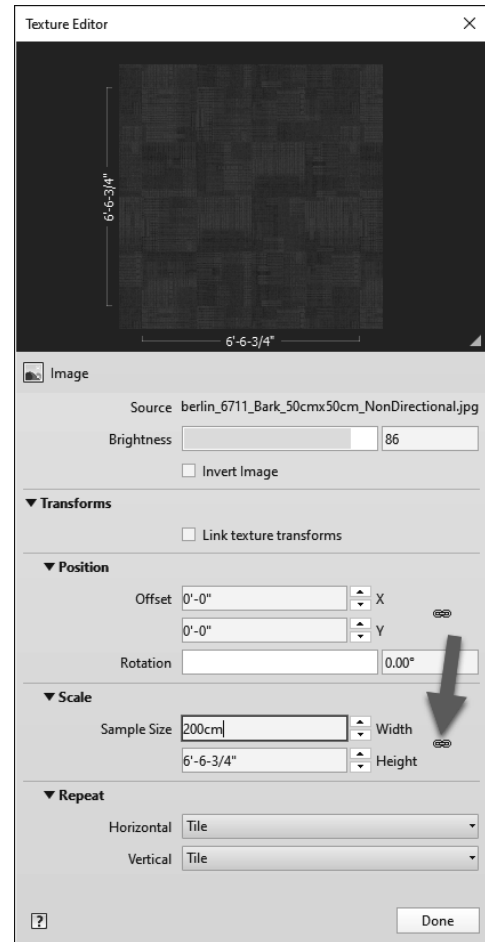 Texture Editor
6'-6-3/4"
6'-6-3/4"
Image
Source berlin_6711_Bark_50cmx50cm_NonDirectional.jpg
Brightness 86
Invert Image
Transforms
Link texture transforms
Position
Offset 0'-0" X
0'-0" Y
Rotation 0.00°
Scale
Sample Size 200cm Width
6'-6-3/4" Height
Repeat
Horizontal Tile
Vertical Tile
? Done